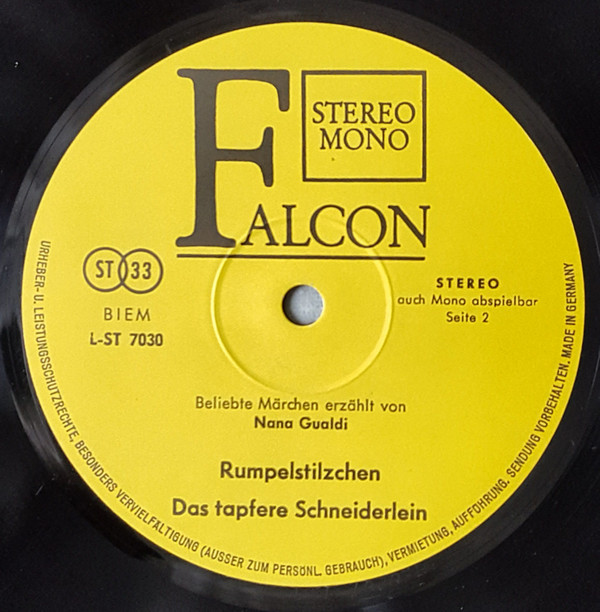 FALCON
STEREO
MONO
ST 33
BIEM
L-ST 7030
STEREO
auch Mono abspielbar
Seite 2
Beliebte Märchen erzählt von
Nana Gualdi
Rumpelstilzchen
Das tapfere Schneiderlein
URHEBER- U. LEISTUNGSSCHUTZRECHTE, BESONDERS VERVIELFÄLTIGUNG (AUSSER ZUM PERSÖNL. GEBRAUCH), VERMIETUNG, AUFFÜHRUNG, SENDUNG VORBEHALTEN. MADE IN GERMANY